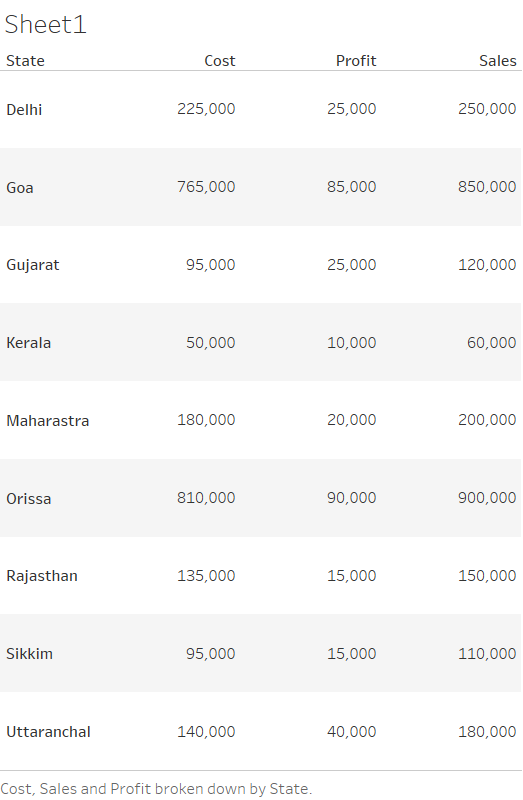 Sheet1
State Cost Profit Sales
Delhi 225,000 25,000 250,000
Goa 765,000 85,000 850,000
Gujarat 95,000 25,000 120,000
Kerala 50,000 10,000 60,000
Maharastra 180,000 20,000 200,000
Orissa 810,000 90,000 900,000
Rajasthan 135,000 15,000 150,000
Sikkim 95,000 15,000 110,000
Uttaranchal 140,000 40,000 180,000
Cost, Sales and Profit broken down by State.